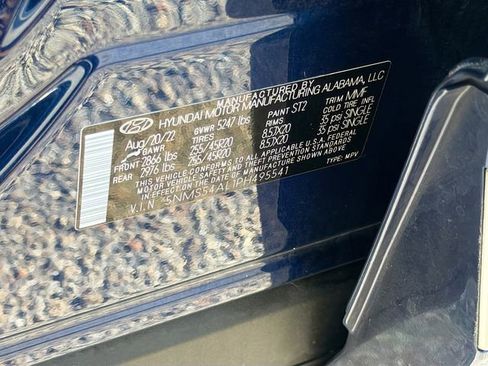 MANUFACTURED BY
HYUNDAI MOTOR MANUFACTURING ALABAMA, LLC
Aug/20/22 GVWR 5247 lbs PAINT ST2 TRIM MMF
GAWR TIRES RIMS COLD TIRE INFL
FRONT 2866 lbs 255/45R20 8.5JX20 35 psi SINGLE
REAR 2976 lbs 255/45R20 8.5JX20 35 psi SINGLE
THIS VEHICLE CONFORMS TO ALL APPLICABLE U.S.A. FEDERAL
MOTOR VEHICLE SAFETY AND THEFT PREVENTION STANDARDS
IN EFFECT ON THE DATE OF MANUFACTURE SHOWN ABOVE
V.I.N 5NMS54AL1PH495541 TYPE: MPV